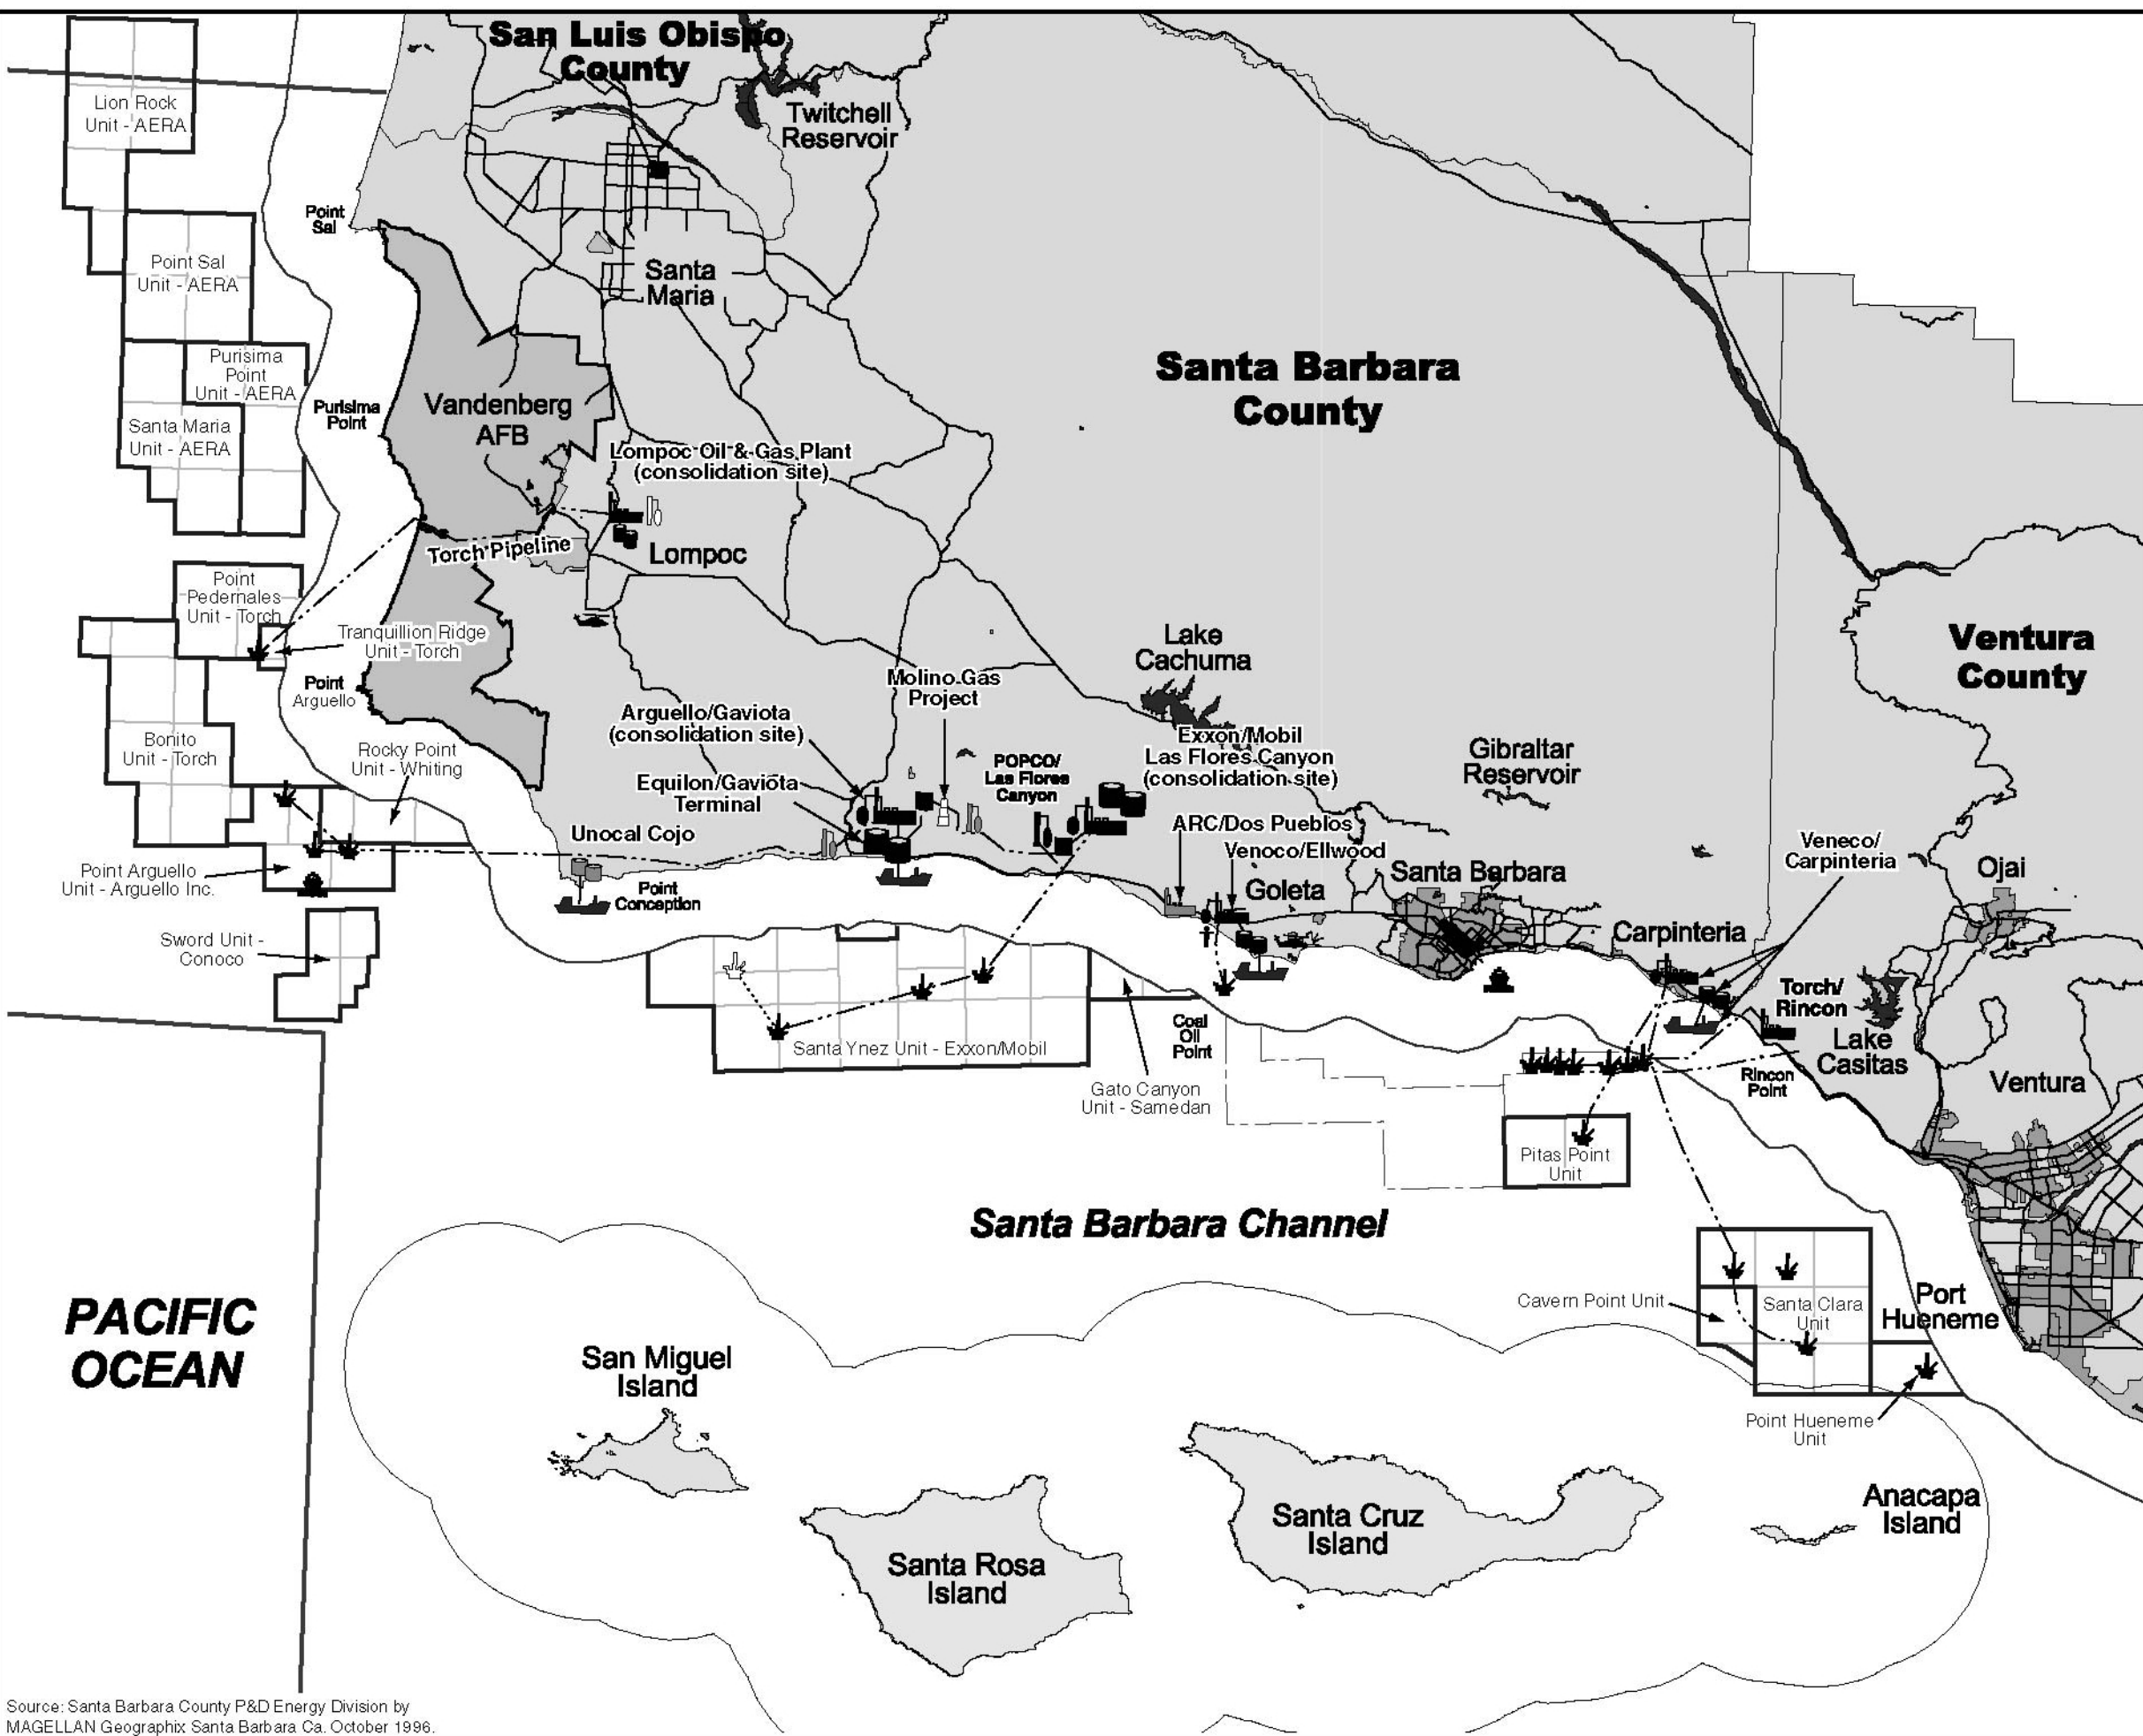 San Luis Obispo
County
Lion Rock
Unit - AERA
Twitchell
Reservoir
Point
Sal
Point Sal
Unit - AERA
Santa
Maria
Purisima
Point
Unit - AERA
Purisima
Point
Vandenberg
AFB
Santa Barbara
County
Santa Maria
Unit - AERA
Lompoc Oil & Gas Plant
(consolidation site)
Torch Pipeline
Lompoc
Point
Pedernales
Unit - Torch
Tranquillion Ridge
Unit - Torch
Lake
Cachuma
Ventura
County
Point
Arguello
Molino Gas
Project
Arguello/Gaviota
(consolidation site)
Bonito
Unit - Torch
Rocky Point
Unit - Whiting
Exxon/Mobil
Las Flores Canyon
(consolidation site)
POPCO/
Las Flores
Canyon
Gibraltar
Reservoir
Equilon/Gaviota
Terminal
Unocal Cojo
ARC/Dos Pueblos
Venoco/Ellwood
Veneco/
Carpinteria
Point Arguello
Unit - Arguello Inc.
Point
Conception
Goleta
Santa Barbara
Ojai
Sword Unit -
Conoco
Carpinteria
Torch/
Rincon
Lake
Casitas
Santa Ynez Unit - Exxon/Mobil
Coal
Oil
Point
Gato Canyon
Unit - Samedan
Rincon
Point
Ventura
Pitas Point
Unit
Santa Barbara Channel
PACIFIC
OCEAN
Cavern Point Unit
Santa Clara
Unit
Port
Hueneme
San Miguel
Island
Point Hueneme
Unit
Santa Rosa
Island
Santa Cruz
Island
Anacapa
Island
Source: Santa Barbara County P&D Energy Division by
MAGELLAN Geographix Santa Barbara Ca. October 1996.